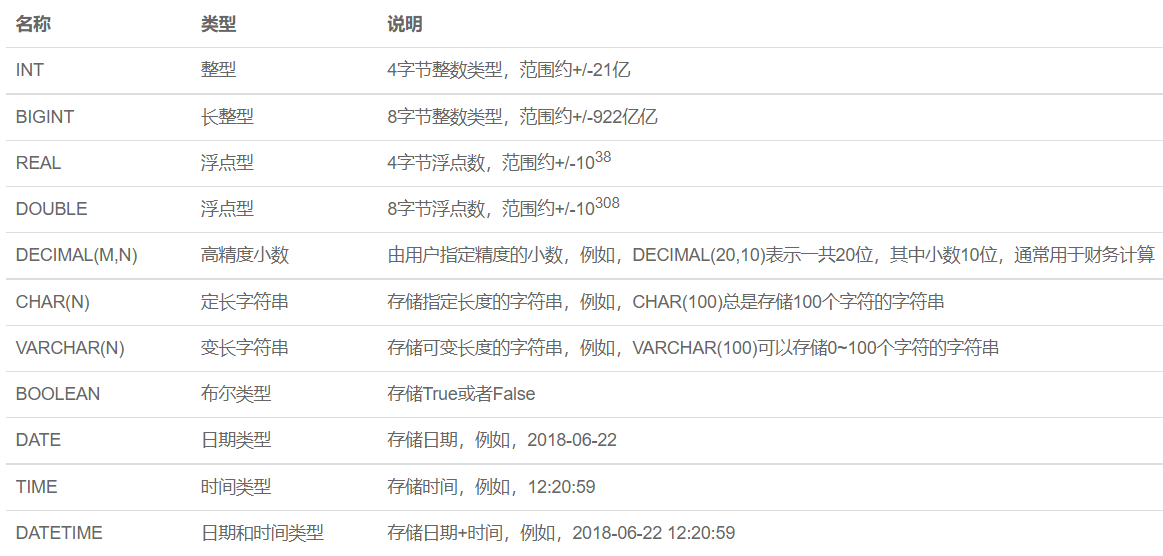 名称 类型 说明
INT 整型 4字节整数类型，范围约+/-21亿
BIGINT 长整型 8字节整数类型，范围约+/-922亿亿
REAL 浮点型 4字节浮点数，范围约+/-10³⁸
DOUBLE 浮点型 8字节浮点数，范围约+/-10³⁰⁸
DECIMAL(M,N) 高精度小数 由用户指定精度的小数，例如，DECIMAL(20,10)表示一共20位，其中小数10位，通常用于财务计算
CHAR(N) 定长字符串 存储指定长度的字符串，例如，CHAR(100)总是存储100个字符的字符串
VARCHAR(N) 变长字符串 存储可变长度的字符串，例如，VARCHAR(100)可以存储0~100个字符的字符串
BOOLEAN 布尔类型 存储True或者False
DATE 日期类型 存储日期，例如，2018-06-22
TIME 时间类型 存储时间，例如，12:20:59
DATETIME 日期和时间类型 存储日期+时间，例如，2018-06-22 12:20:59